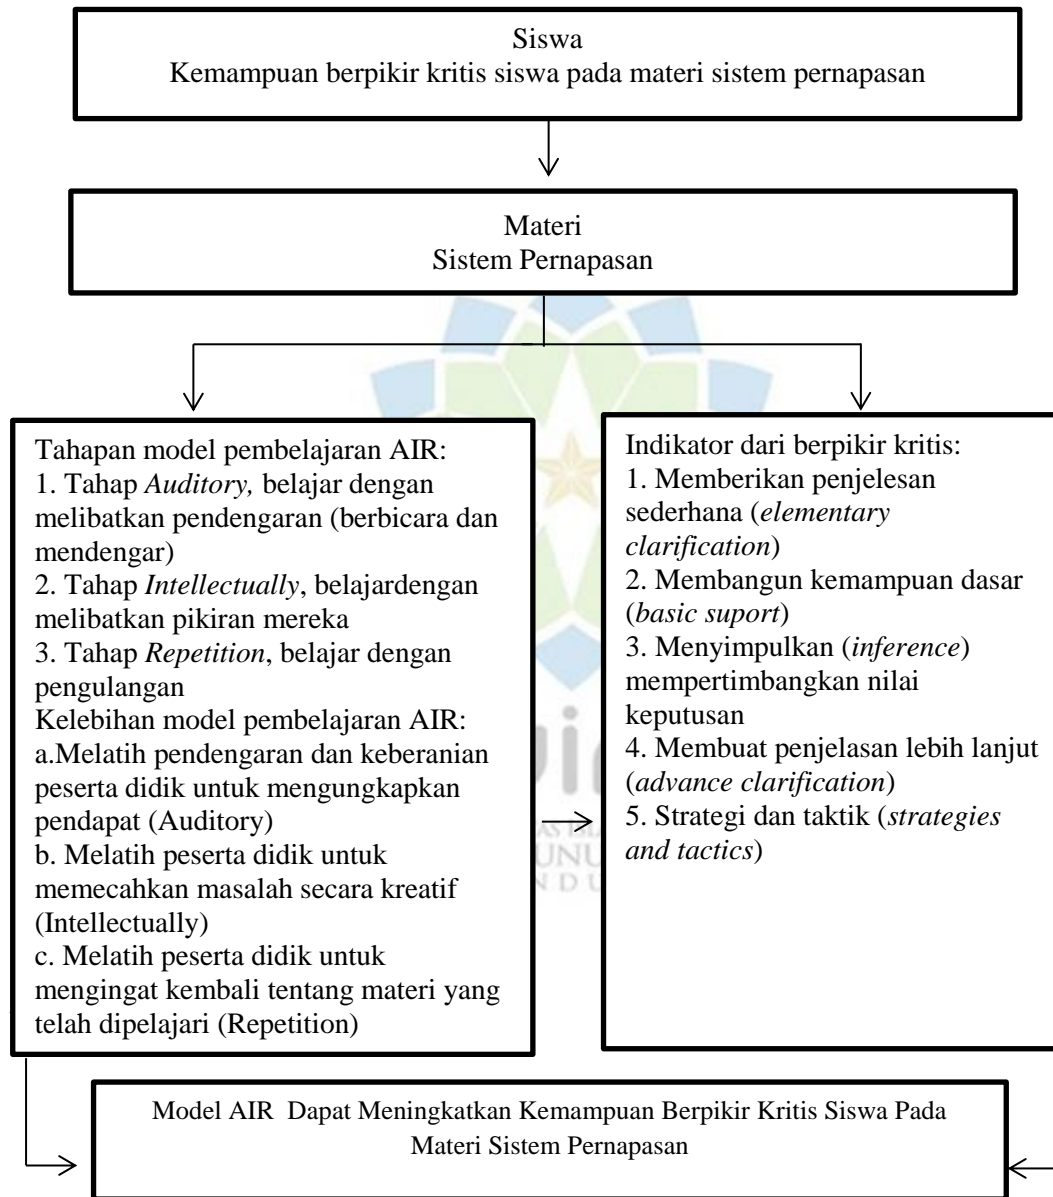 Siswa
Kemampuan berpikir kritis siswa pada materi sistem pernapasan
Materi
Sistem Pernapasan
Tahapan model pembelajaran AIR:
1. Tahap Auditory, belajar dengan
melibatkan pendengaran (berbicara dan
mendengar)
2. Tahap Intellectually, belajardengan
melibatkan pikiran mereka
3. Tahap Repetition, belajar dengan
pengulangan
Kelebihan model pembelajaran AIR:
a.Melatih pendengaran dan keberanian
peserta didik untuk mengungkapkan
pendapat (Auditory)
b. Melatih peserta didik untuk
memecahkan masalah secara kreatif
(Intellectually)
c. Melatih peserta didik untuk
mengingat kembali tentang materi yang
telah dipelajari (Repetition)
Indikator dari berpikir kritis:
1. Memberikan penjelesan
sederhana (elementary
clarification)
2. Membangun kemampuan dasar
(basic suport)
3. Menyimpulkan (inference)
mempertimbangkan nilai
keputusan
4. Membuat penjelasan lebih lanjut
(advance clarification)
5. Strategi dan taktik (strategies
and tactics)
Model AIR Dapat Meningkatkan Kemampuan Berpikir Kritis Siswa Pada
Materi Sistem Pernapasan